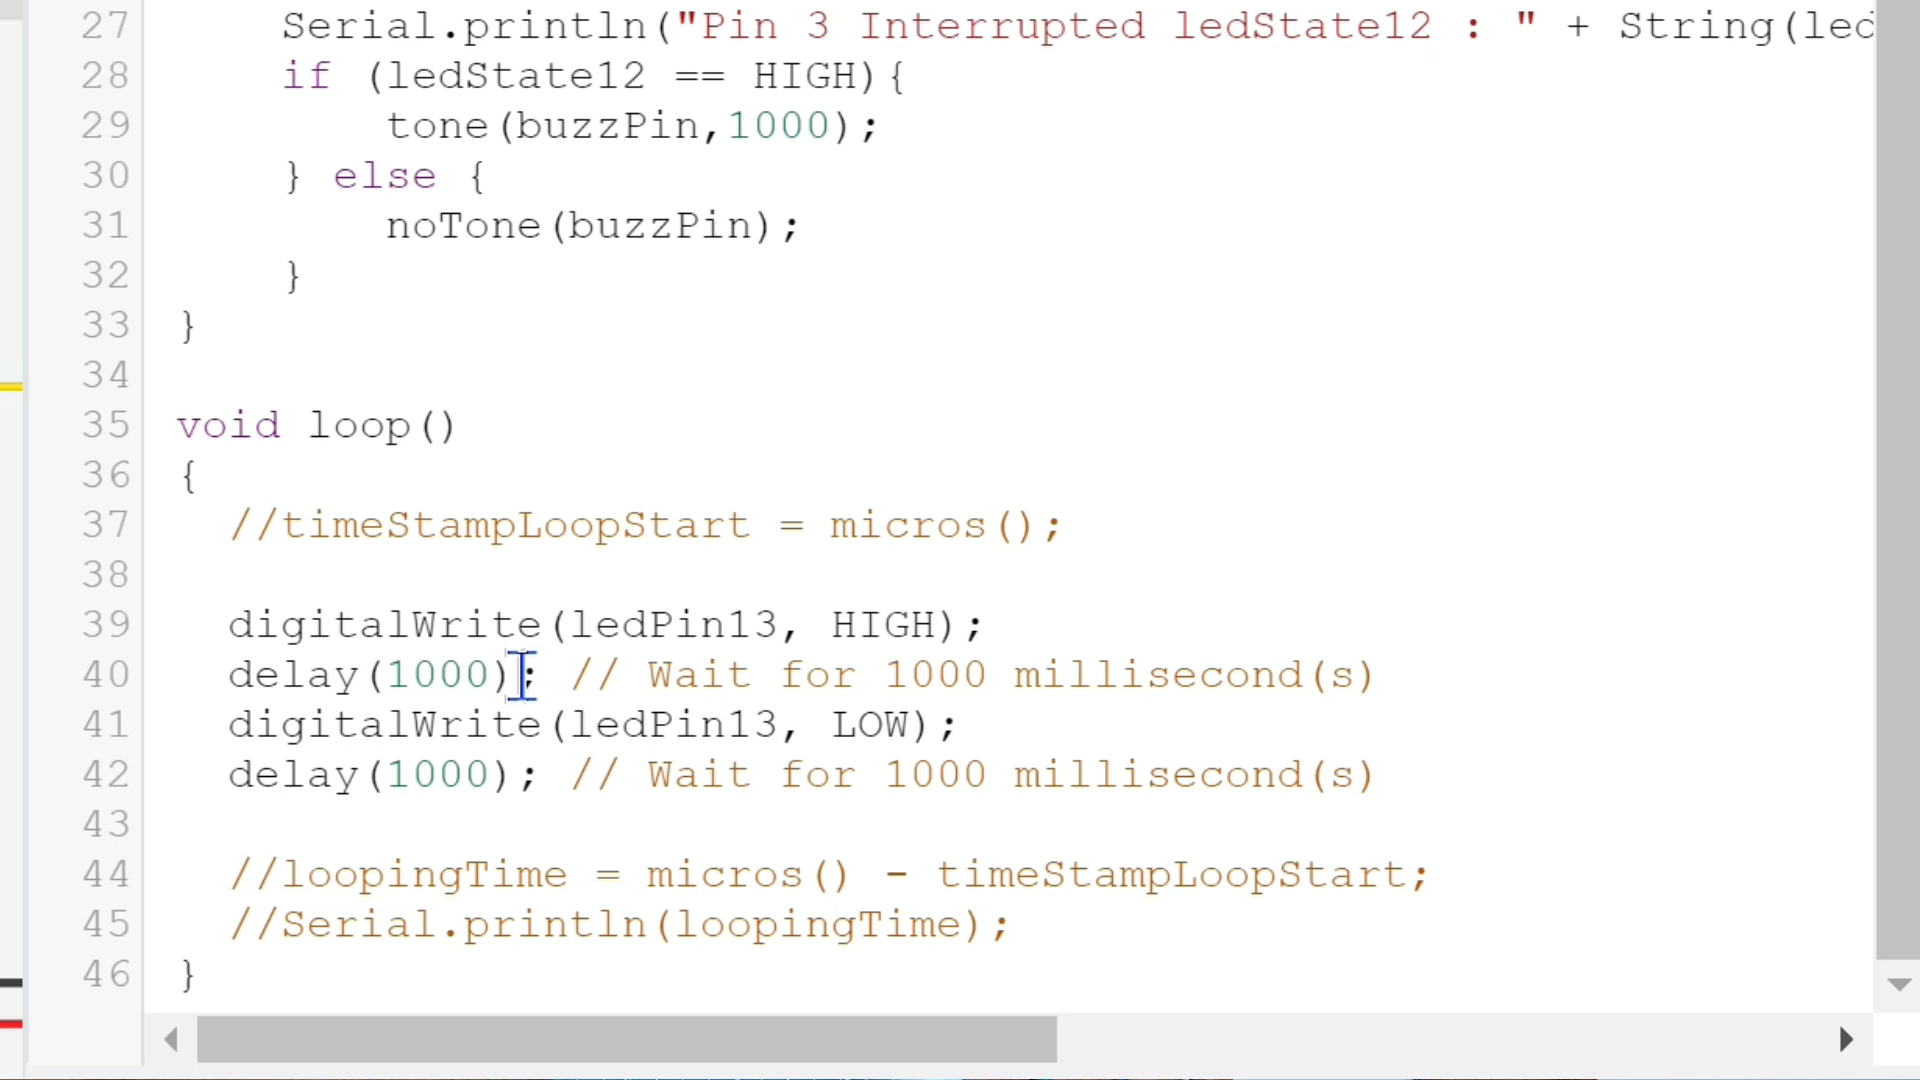 27 Serial.println("Pin 3 Interrupted ledState12 : " + String(led
28 if (ledState12 == HIGH){
29 tone(buzzPin,1000);
30 } else {
31 noTone(buzzPin);
32 }
33 }
34
35 void loop()
36 {
37 //timeStampLoopStart = micros();
38
39 digitalWrite(ledPin13, HIGH);
40 delay(1000); // Wait for 1000 millisecond(s)
41 digitalWrite(ledPin13, LOW);
42 delay(1000); // Wait for 1000 millisecond(s)
43
44 //loopingTime = micros() - timeStampLoopStart;
45 //Serial.println(loopingTime);
46 }